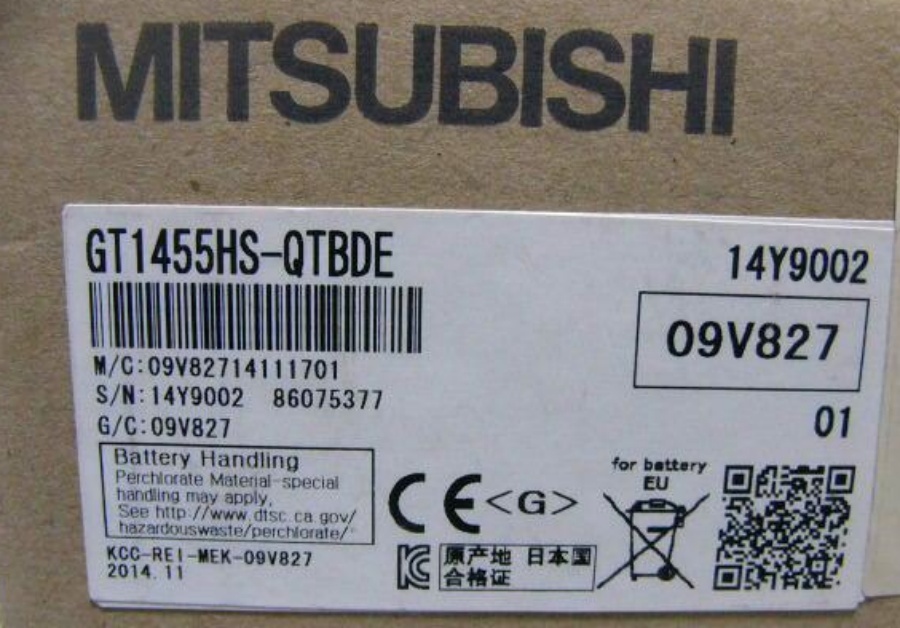 MITSUBISHI
GT1455HS-QTBDE
14Y9002
09V827
M/C:09V82714111701
S/N:14Y9002 86075377
G/C:09V827
01
Battery Handling
Perchlorate Material-special
handling may apply,
See http://www.dtsc.ca.gov/
hazardouswaste/perchlorate/
KCC-REI-MEK-09V827
2014.11
CE <G>
for battery
EU
原产地 日本国
合格证